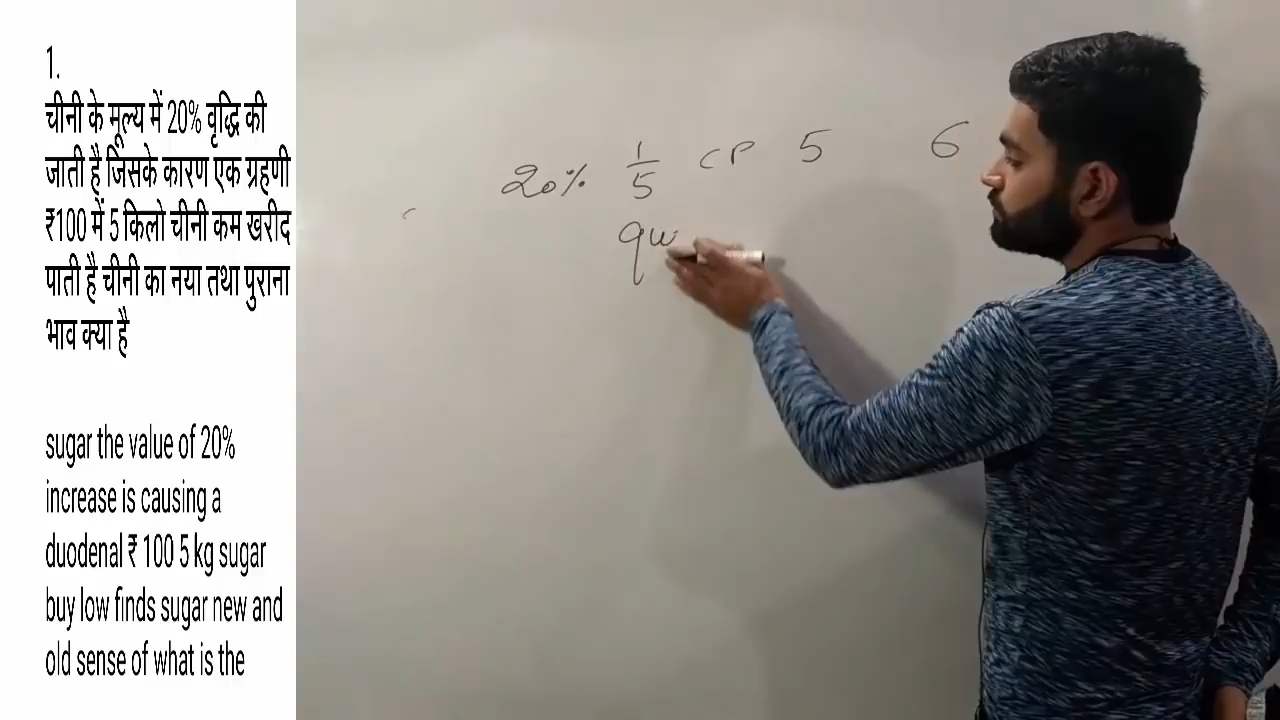 1.
चीनी के मूल्य में 20% वृद्धि की
जाती है जिसके कारण एक ग्रहणी
₹100 में 5 किलो चीनी कम खरीद
पाती है चीनी का नया तथा पुराना
भाव क्या है
sugar the value of 20%
increase is causing a
duodenal ₹ 100 5 kg sugar
buy low finds sugar new and
old sense of what is the
20% 1/5 CP 5 6
qu